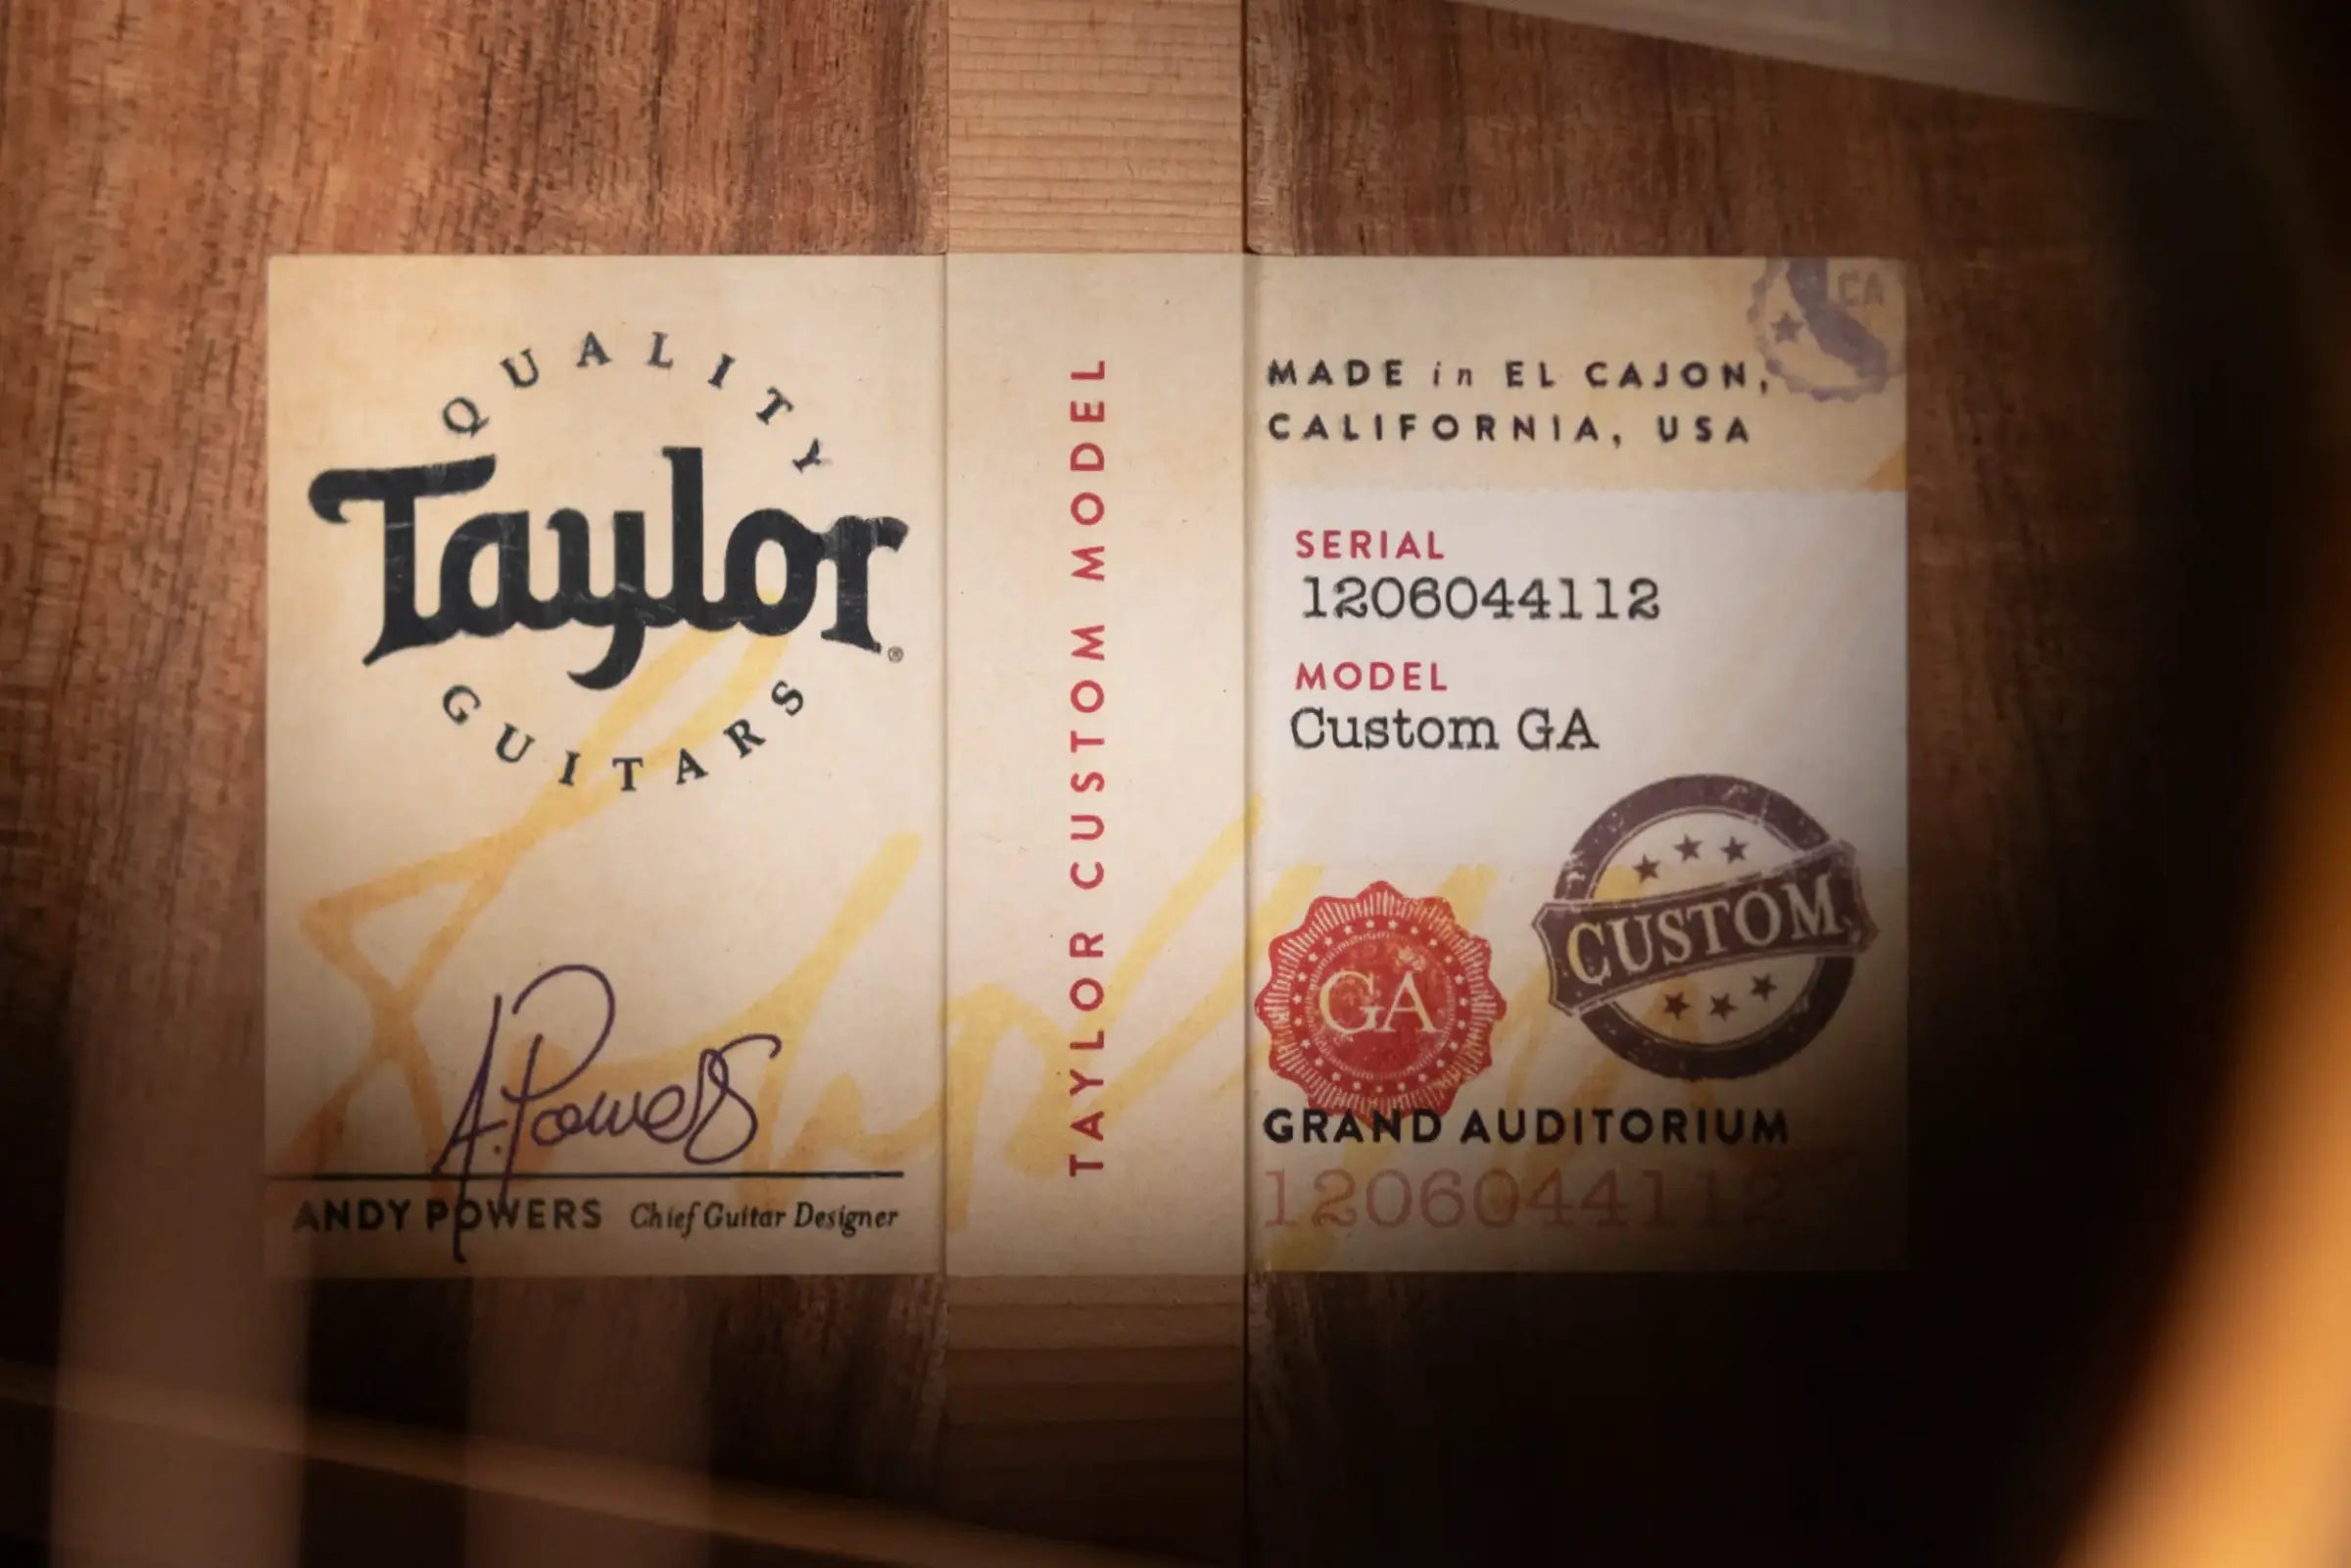 QUALITY
Taylor®
GUITARS
A. Powers
ANDY POWERS Chief Guitar Designer
TAYLOR CUSTOM MODEL
CA
MADE in EL CAJON,
CALIFORNIA, USA
SERIAL
1206044112
MODEL
Custom GA
CUSTOM
GA
GRAND AUDITORIUM
1206044112